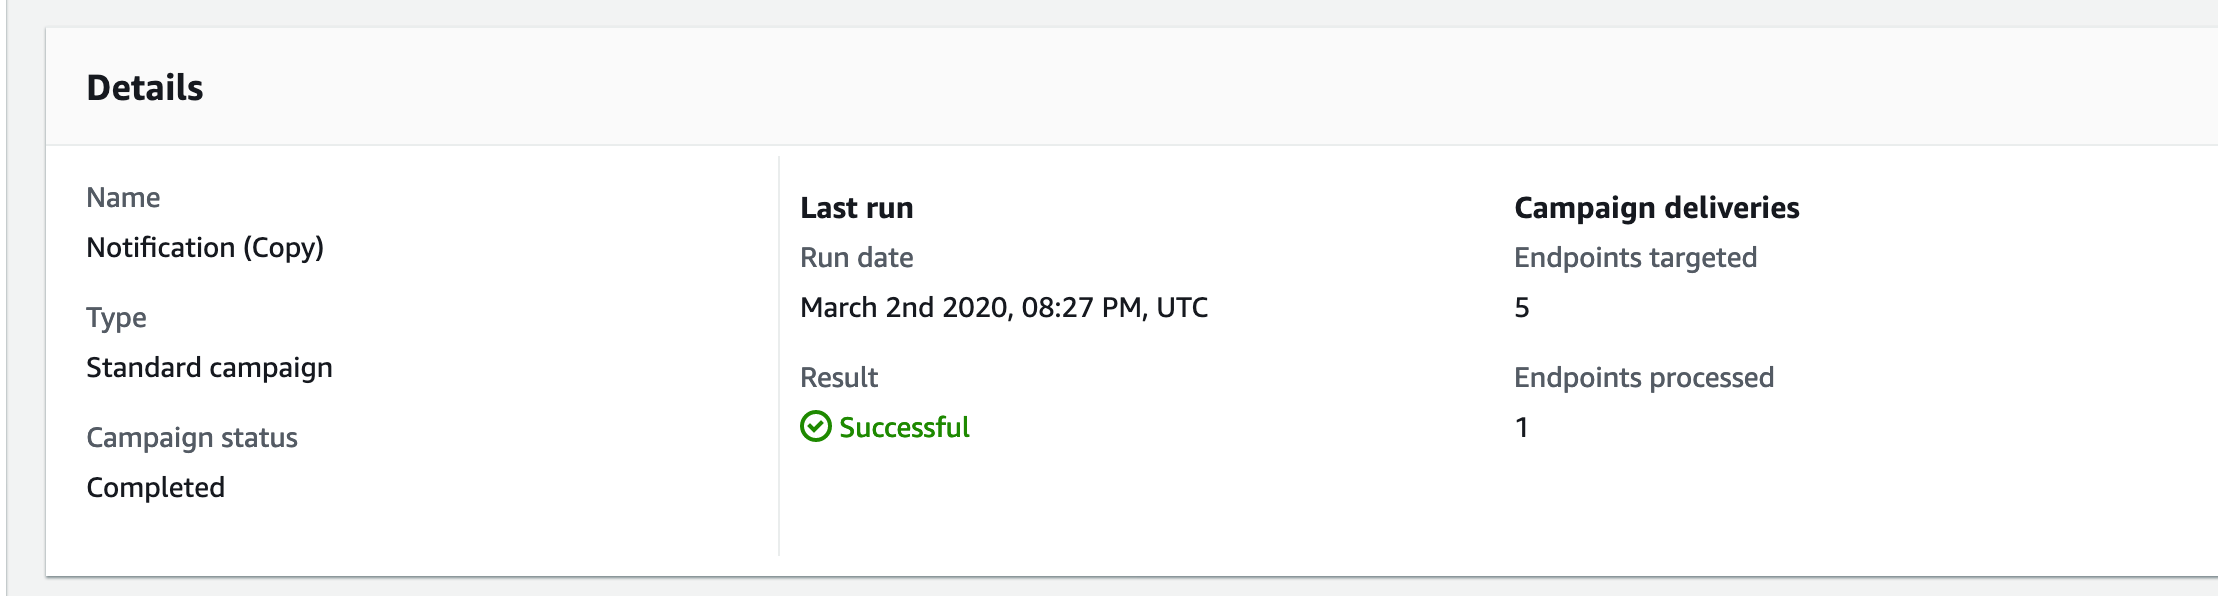 Details
Name
Notification (Copy)
Type
Standard campaign
Campaign status
Completed
Last run
Run date
March 2nd 2020, 08:27 PM, UTC
Result
Successful
Campaign deliveries
Endpoints targeted
5
Endpoints processed
1